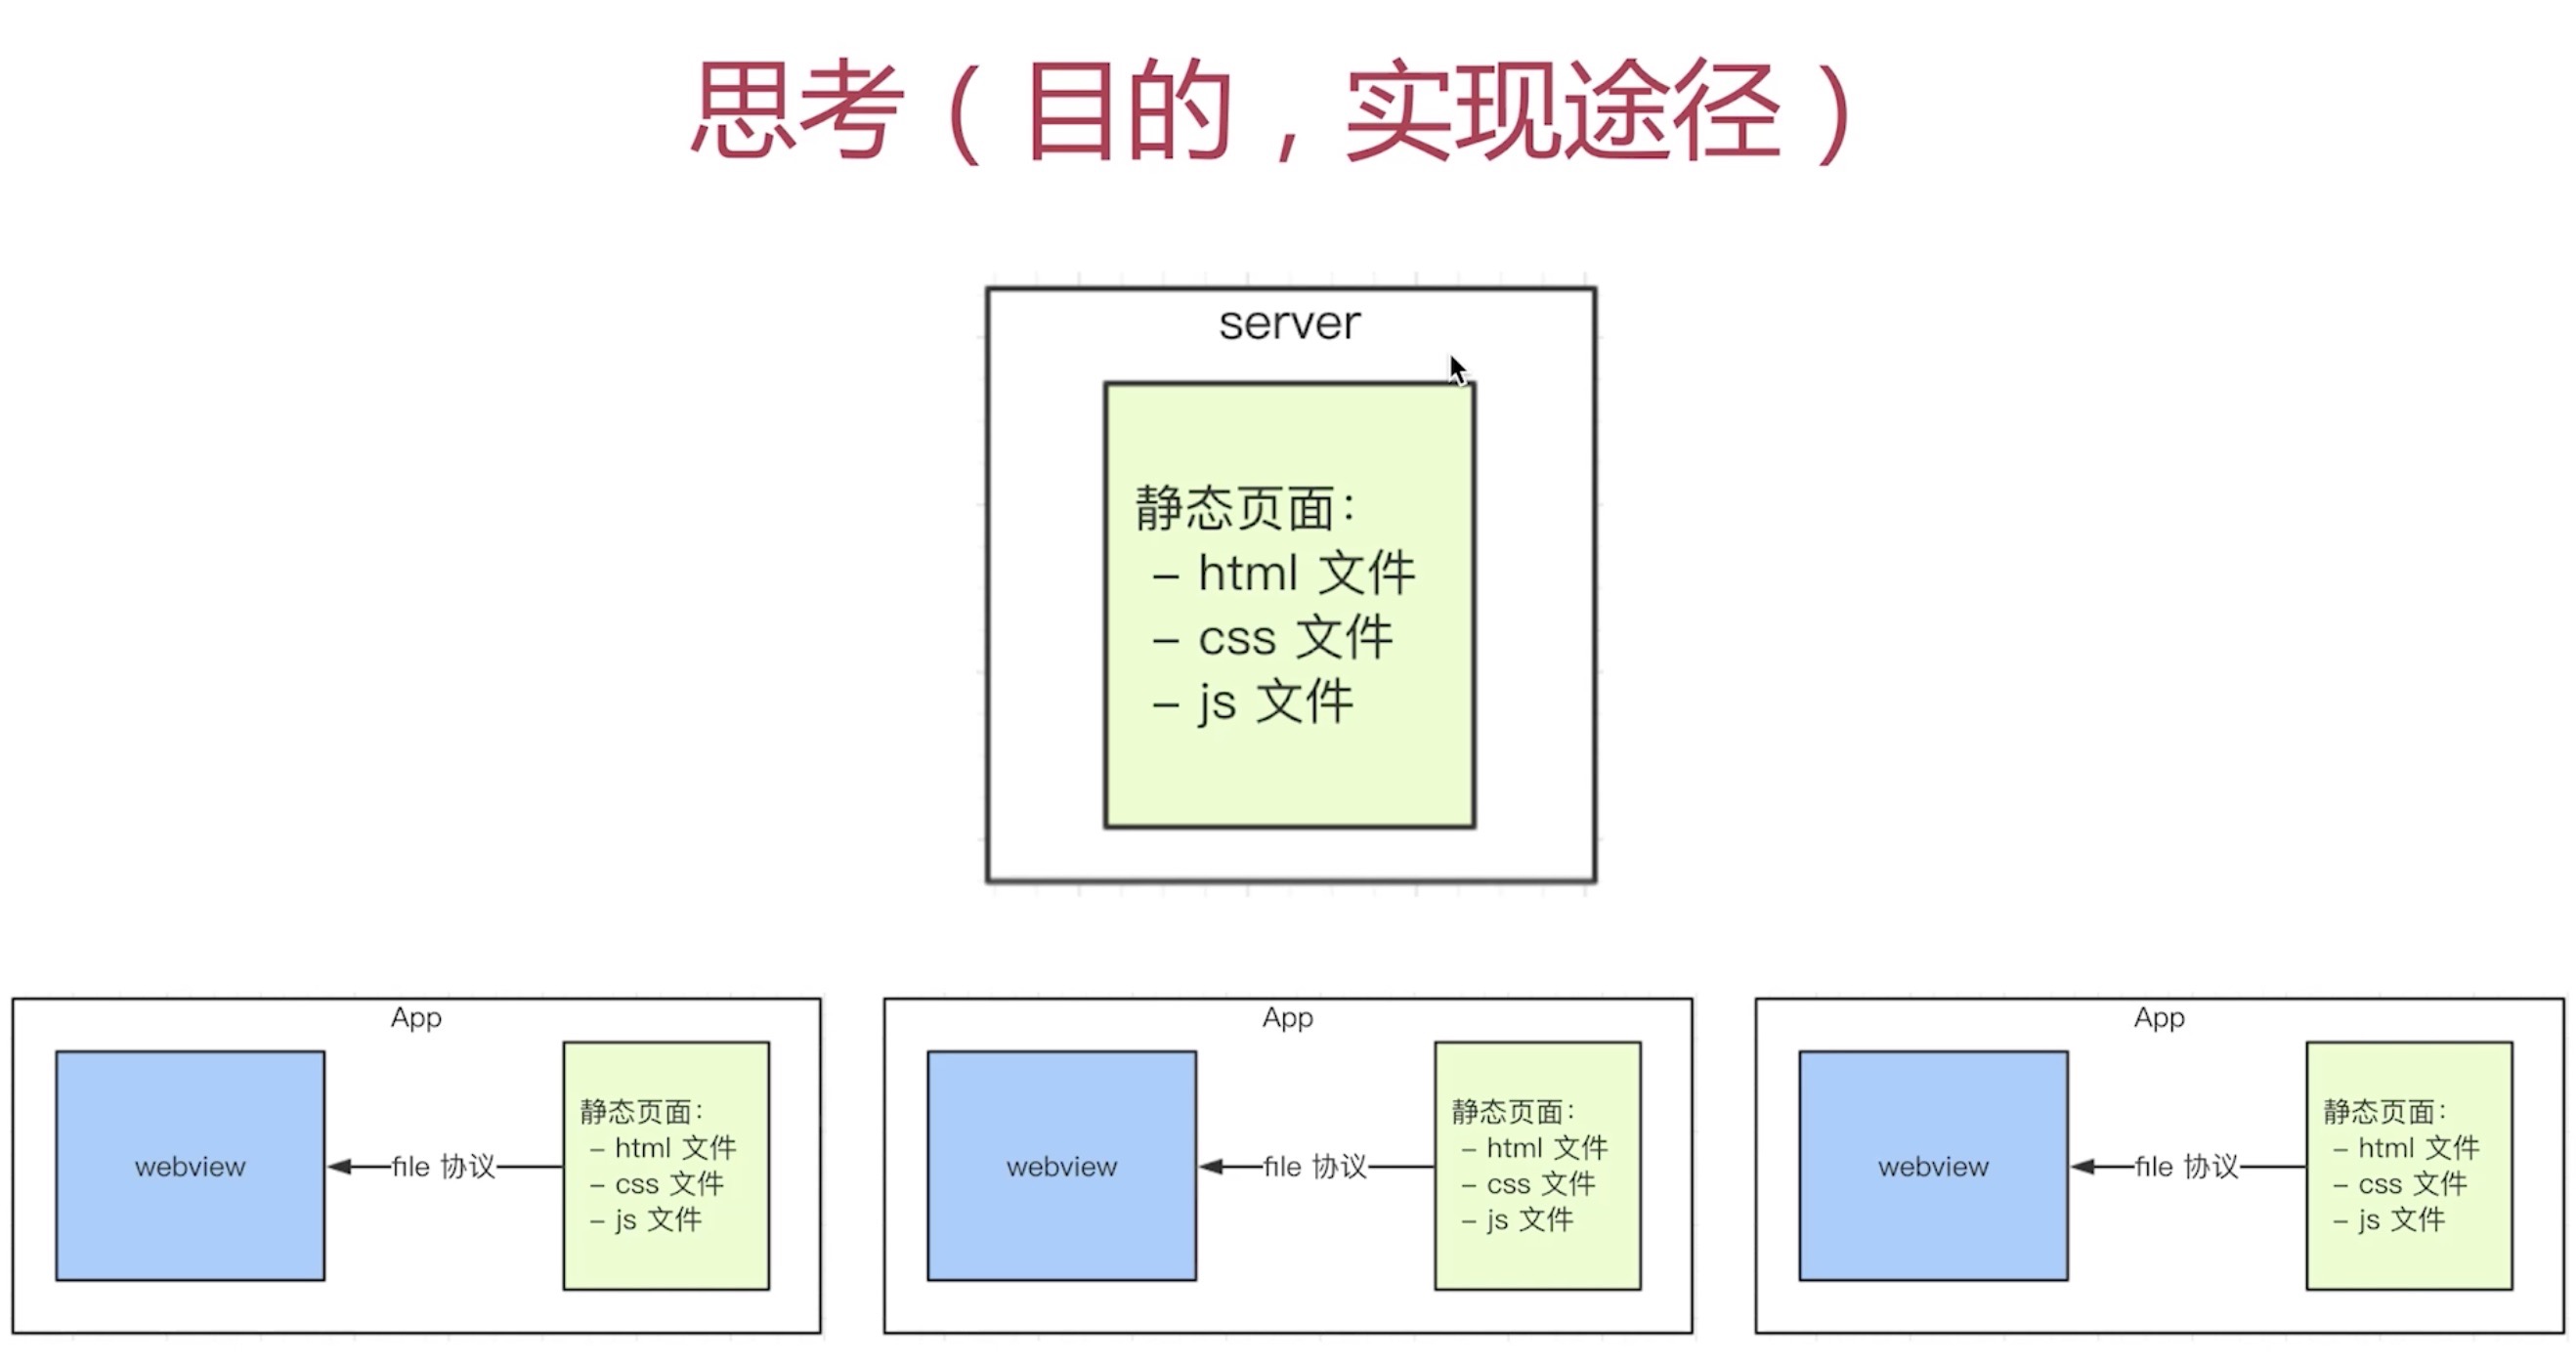 思考（目的，实现途径）
server
静态页面：
- html 文件
- css 文件
- js 文件
App
webview
file 协议
静态页面：
- html 文件
- css 文件
- js 文件
App
webview
file 协议
静态页面：
- html 文件
- css 文件
- js 文件
App
webview
file 协议
静态页面：
- html 文件
- css 文件
- js 文件